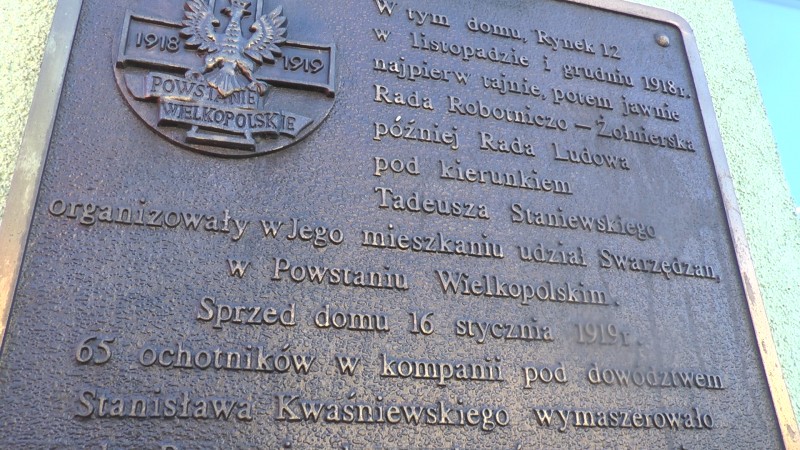 1918
1919
POWSTANIE
WIELKOPOLSKIE
W tym domu, Rynek 12
w listopadzie i grudniu 1918r.
najpierw tajnie, potem jawnie
Rada Robotniczo – Żołnierska
później Rada Ludowa
pod kierunkiem
Tadeusza Staniewskiego
organizowały w Jego mieszkaniu udział Swarzędzan,
w Powstaniu Wielkopolskim.
Sprzed domu 16 stycznia 1919r.
65 ochotników w kompanii pod dowództwem
Stanisława Kwaśniewskiego wymaszerowało